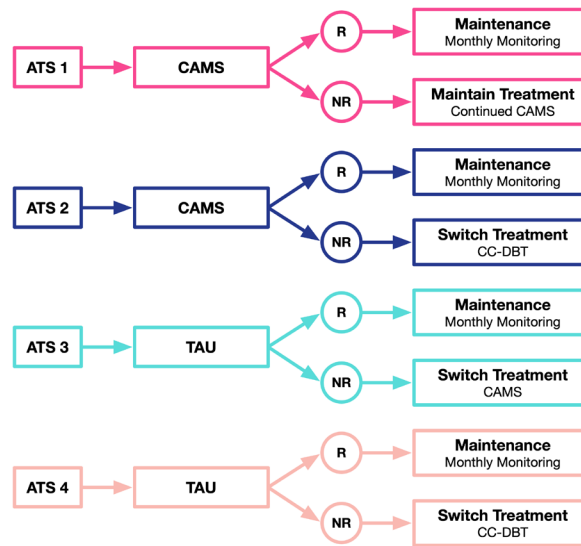 ATS 1
CAMS
R
Maintenance
Monthly Monitoring
NR
Maintain Treatment
Continued CAMS
ATS 2
CAMS
R
Maintenance
Monthly Monitoring
NR
Switch Treatment
CC-DBT
ATS 3
TAU
R
Maintenance
Monthly Monitoring
NR
Switch Treatment
CAMS
ATS 4
TAU
R
Maintenance
Monthly Monitoring
NR
Switch Treatment
CC-DBT